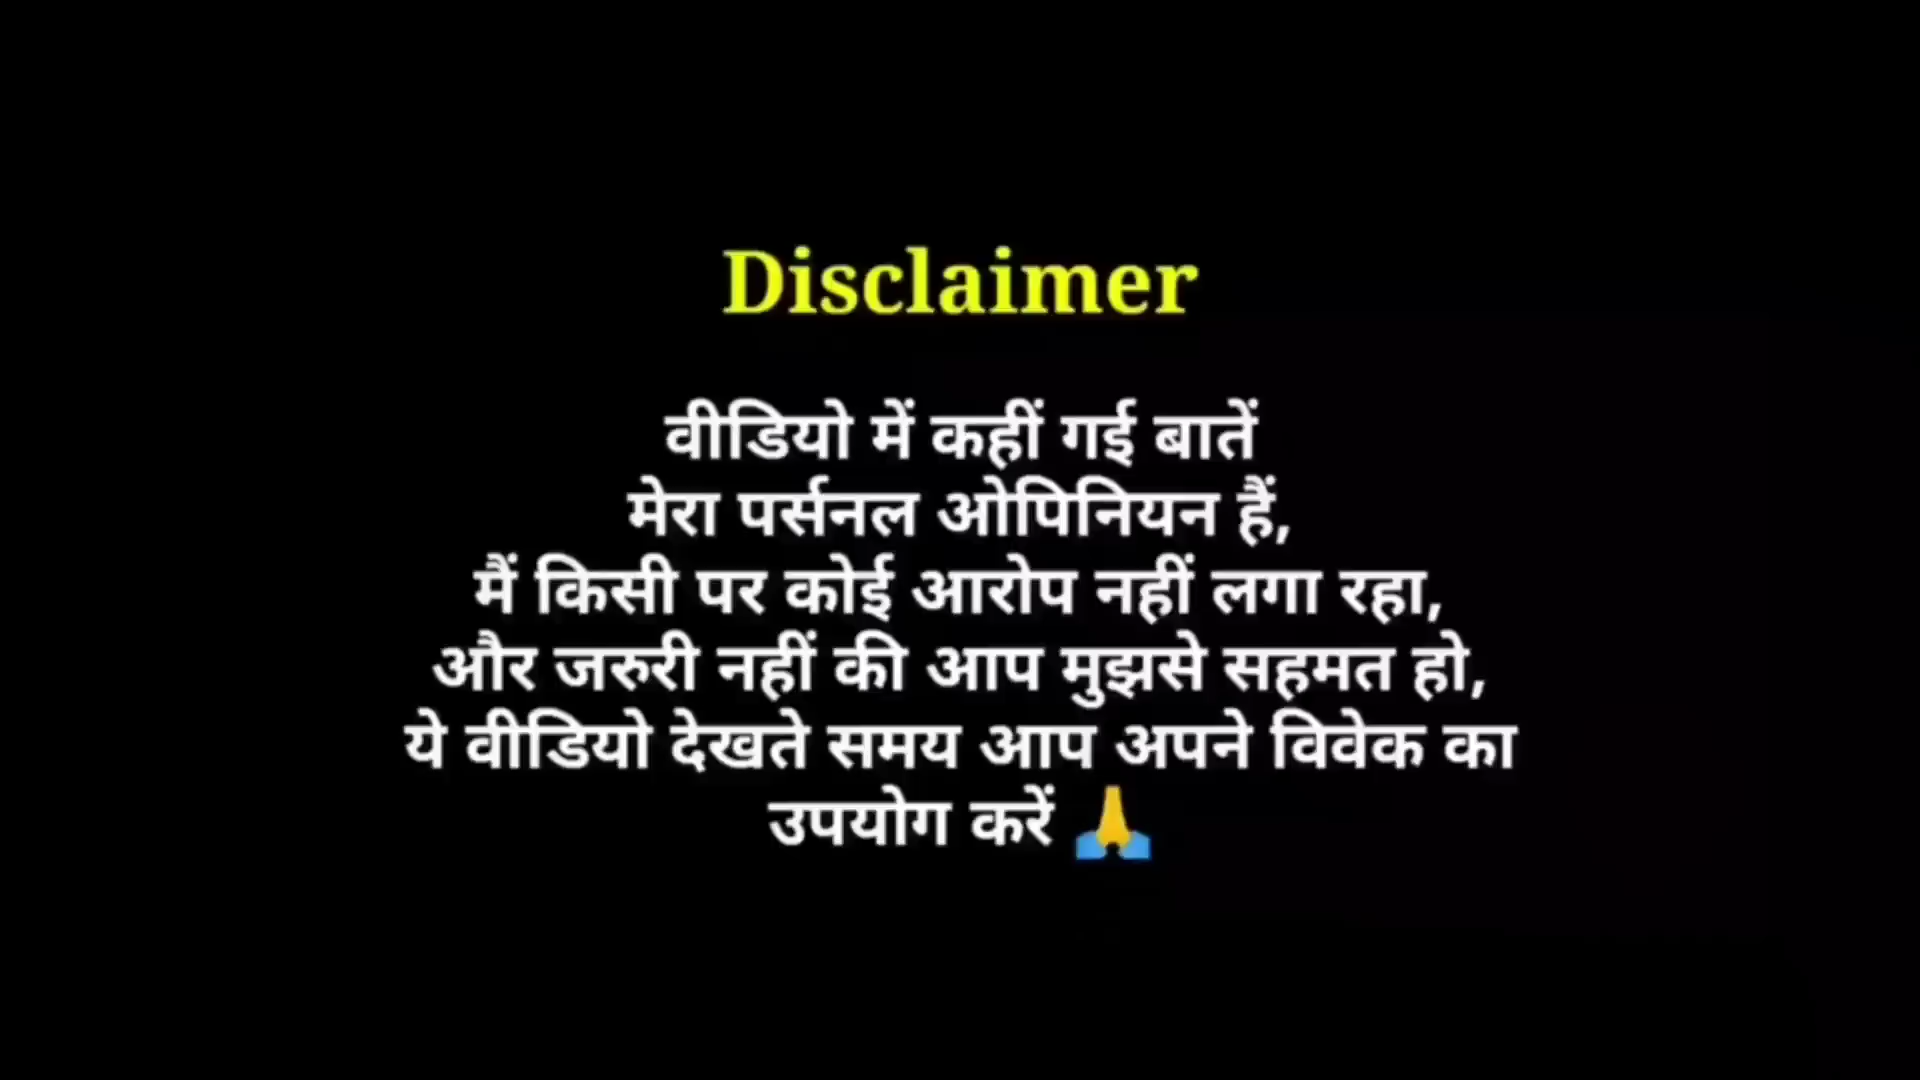 Disclaimer
वीडियो में कहीं गई बातें
मेरा पर्सनल ओपिनियन हैं,
मैं किसी पर कोई आरोप नहीं लगा रहा,
और जरुरी नहीं की आप मुझसे सहमत हो,
ये वीडियो देखते समय आप अपने विवेक का
उपयोग करें 🙏